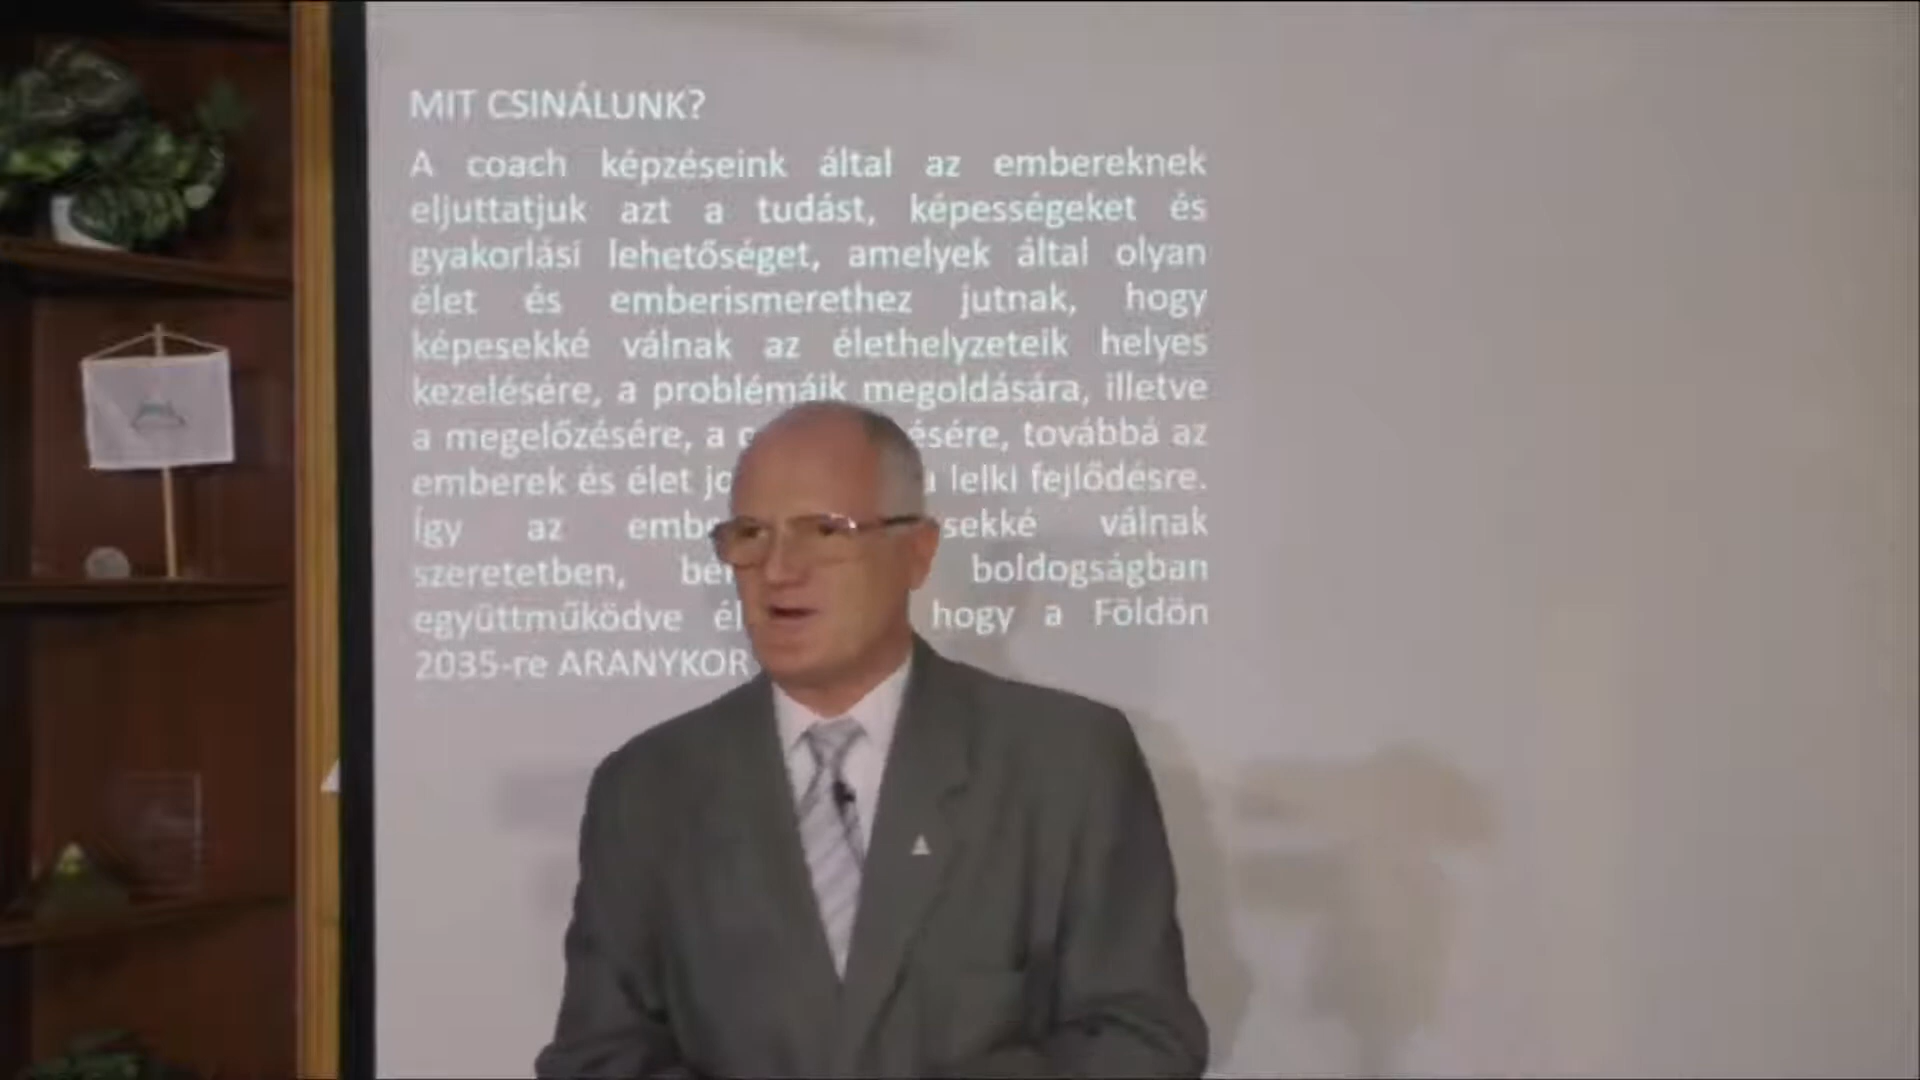 MIT CSINÁLUNK?
A coach képzéseink által az embereknek
eljuttatjuk azt a tudást, képességeket és
gyakorlási lehetőséget, amelyek által olyan
élet és emberismerethez jutnak, hogy
képesekké válnak az élethelyzeteik helyes
kezelésére, a problémáik megoldására, illetve
a megelőzésére, a továbbá az
emberek és élet lelki fejlődésre.
Így az válnak
szeretetben, boldogságban
együttműködve hogy a Földön
2035-re ARANYKOR